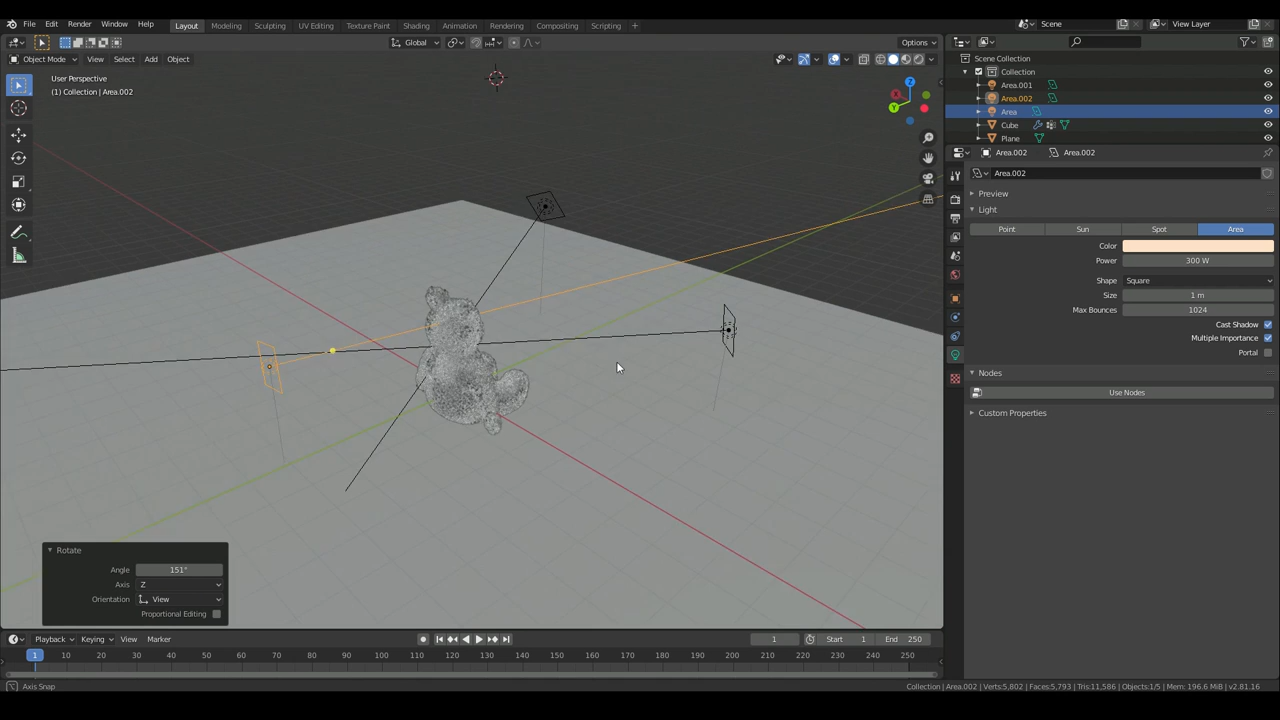 File Edit Render Window Help Layout Modeling Sculpting UV Editing Texture Paint Shading Animation Rendering Compositing Scripting + Scene View Layer
Global Options
Object Mode View Select Add Object
User Perspective
(1) Collection | Area.002
Z
Y
Scene Collection
Collection
Area.001
Area.002
Area
Cube
Plane
Area.002 Area.002
Area.002
Preview
Light
Point Sun Spot Area
Color
Power 300 W
Shape Square
Size 1 m
Max Bounces 1024
Cast Shadow
Multiple Importance
Portal
Nodes
Use Nodes
Custom Properties
Rotate
Angle 151°
Axis Z
Orientation View
Proportional Editing
Playback Keying View Marker 1 Start 1 End 250
1 10 20 30 40 50 60 70 80 90 100 110 120 130 140 150 160 170 180 190 200 210 220 230 240 250
Axis Snap Collection | Area.002 | Verts:5,802 | Faces:5,793 | Tris:11,586 | Objects:1/5 | Mem: 196.6 MiB | v2.81.16